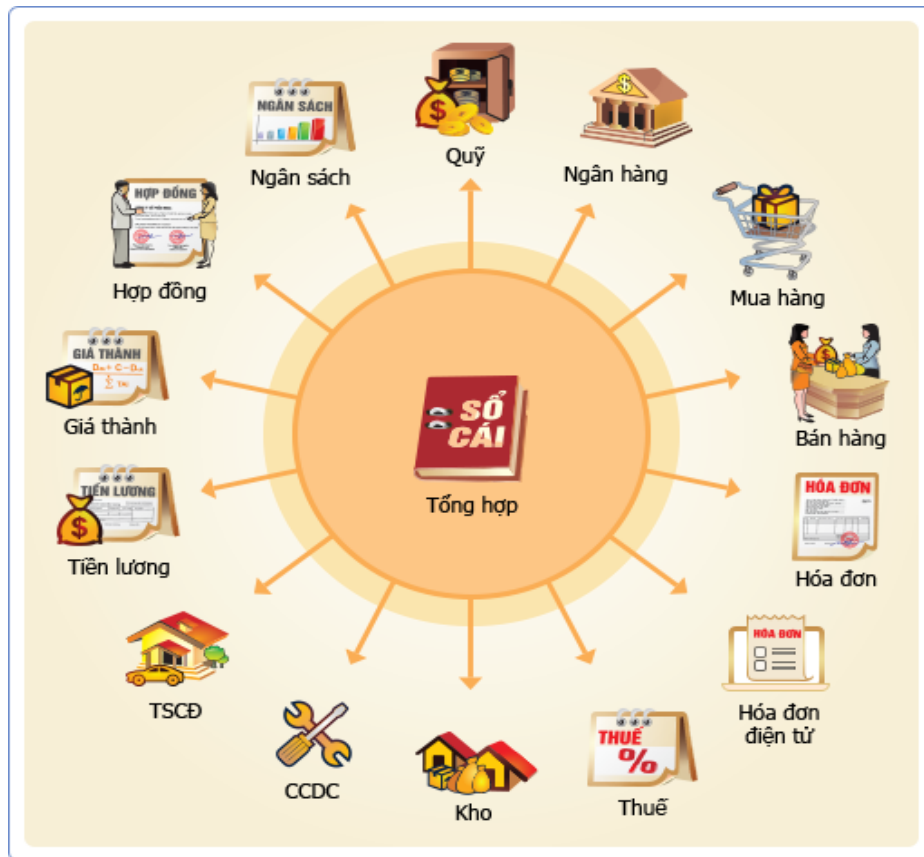 NGÂN SÁCH
Ngân sách
$
Quỹ
$
Ngân hàng
Mua hàng
Bán hàng
HÓA ĐƠN
Hóa đơn
HÓA ĐƠN
Hóa đơn
điện tử
THUẾ
%
Thuế
Kho
CCDC
TSCĐ
TIỀN LƯƠNG
$
Tiền lương
GIÁ THÀNH
Giá thành
HỢP ĐỒNG
Hợp đồng
SỔ
CÁI
Tổng hợp